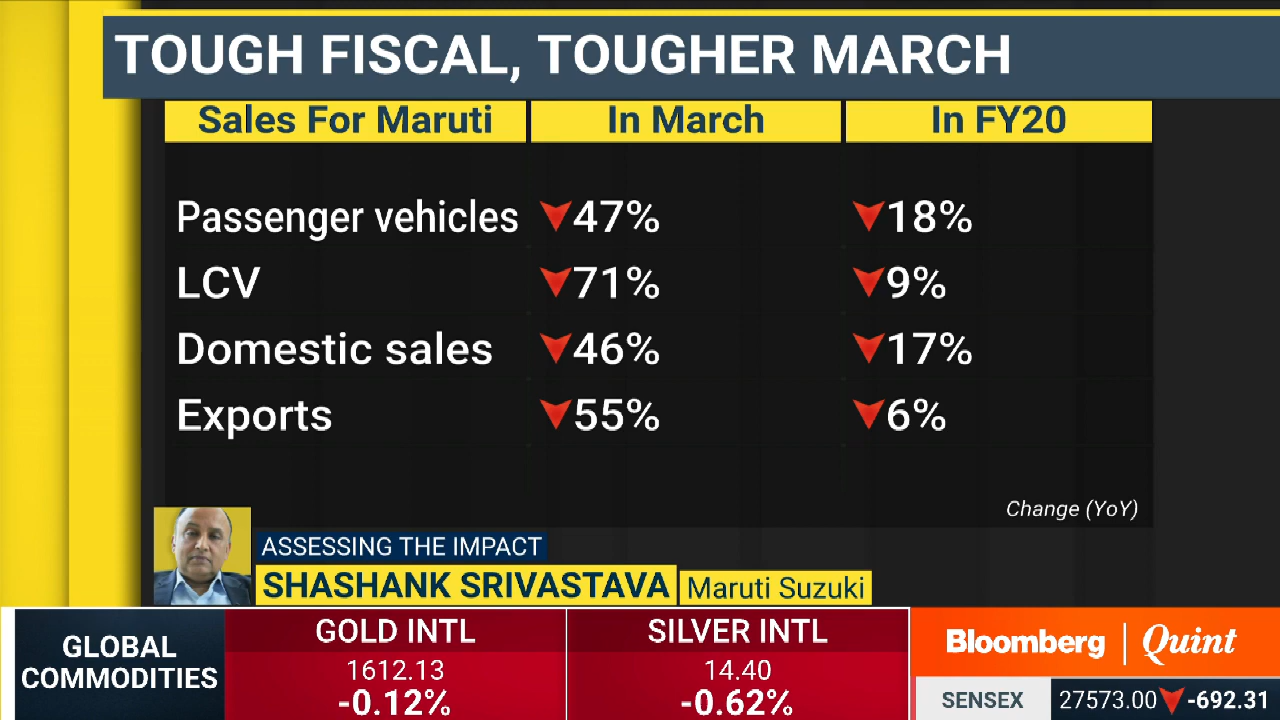 TOUGH FISCAL, TOUGHER MARCH
Sales For Maruti In March In FY20
Passenger vehicles 47% 18%
LCV 71% 9%
Domestic sales 46% 17%
Exports 55% 6%
Change (YoY)
ASSESSING THE IMPACT
SHASHANK SRIVASTAVA Maruti Suzuki
GLOBAL COMMODITIES
GOLD INTL
1612.13
-0.12%
SILVER INTL
14.40
-0.62%
Bloomberg | Quint
SENSEX 27573.00 -692.31